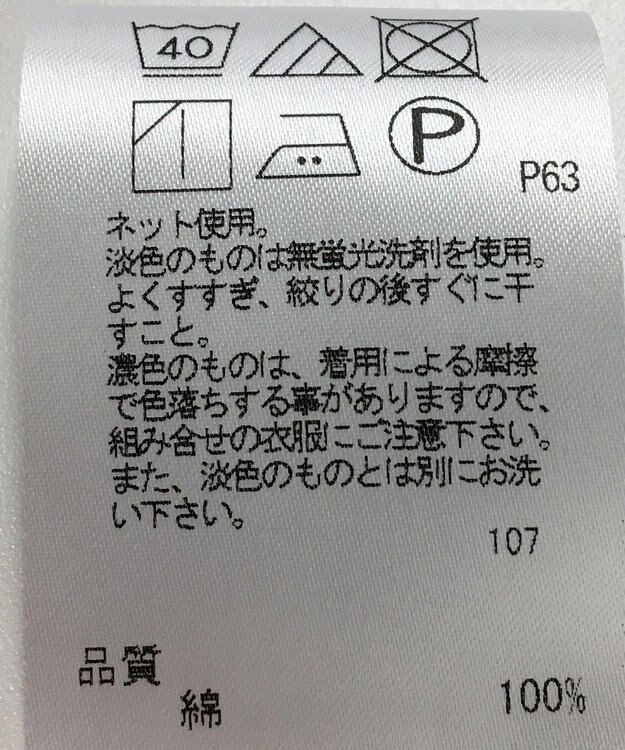 40
P
P63
ネット使用。
淡色のものは無蛍光洗剤を使用。
よくすすぎ、絞りの後すぐに干
すこと。
濃色のものは、着用による摩擦
で色落ちする事がありますので、
組み合せの衣服にご注意下さい。
また、淡色のものとは別にお洗
い下さい。
107
品質
綿 100%